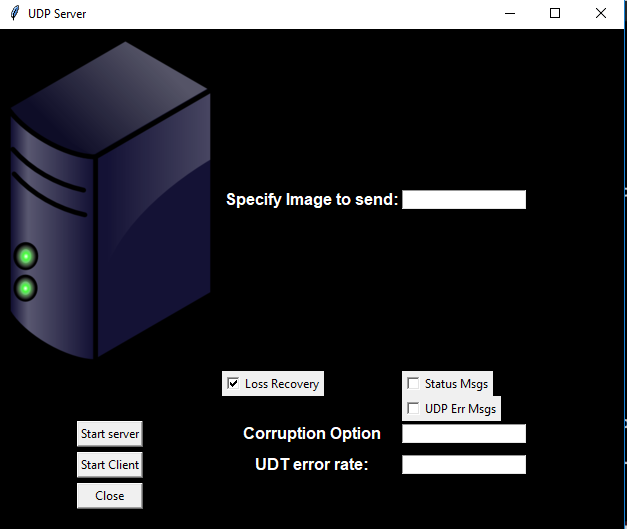 UDP Server
Specify Image to send:
Loss Recovery
Status Msgs
UDP Err Msgs
Start server
Corruption Option
Start Client
UDT error rate:
Close